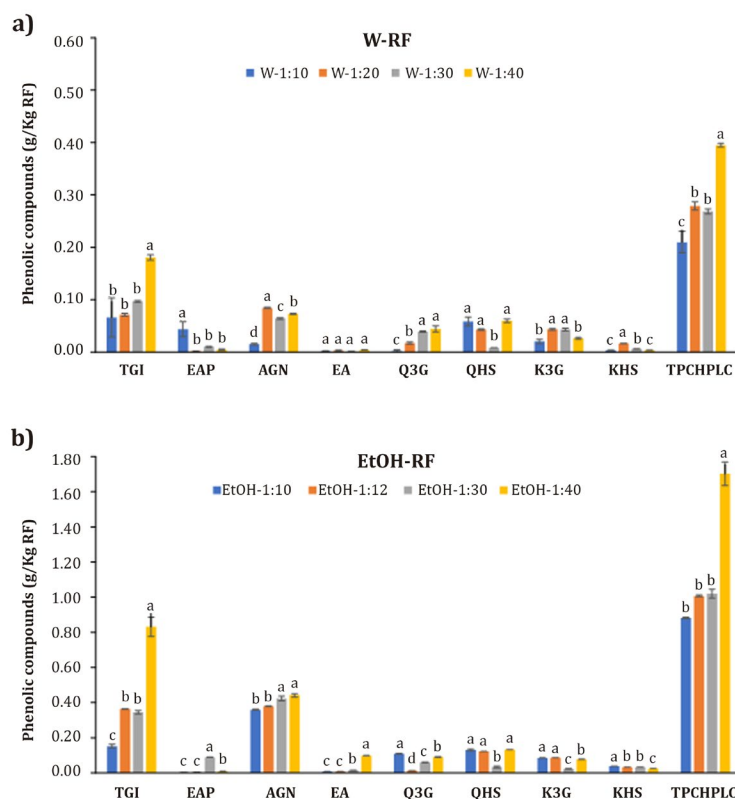 a)
W-RF
W-1:10 W-1:20 W-1:30 W-1:40
Phenolic compounds (g/Kg RF)
0.60
0.50
0.40
0.30
0.20
0.10
0.00
b b b a
a b b b
d a c b
a a a a
c b a a
a a b a
b a a b
c a b c
c b b a
TGI EAP AGN EA Q3G QHS K3G KHS TPCHPLC
b)
EtOH-RF
EtOH-1:10 EtOH-1:12 EtOH-1:30 EtOH-1:40
Phenolic compounds (g/Kg RF)
1.80
1.60
1.40
1.20
1.00
0.80
0.60
0.40
0.20
0.00
c b b a
c c a b
b b a a
c c b a
a d c b
a a b a
a a c b
a b b c
b b b a
TGI EAP AGN EA Q3G QHS K3G KHS TPCHPLC